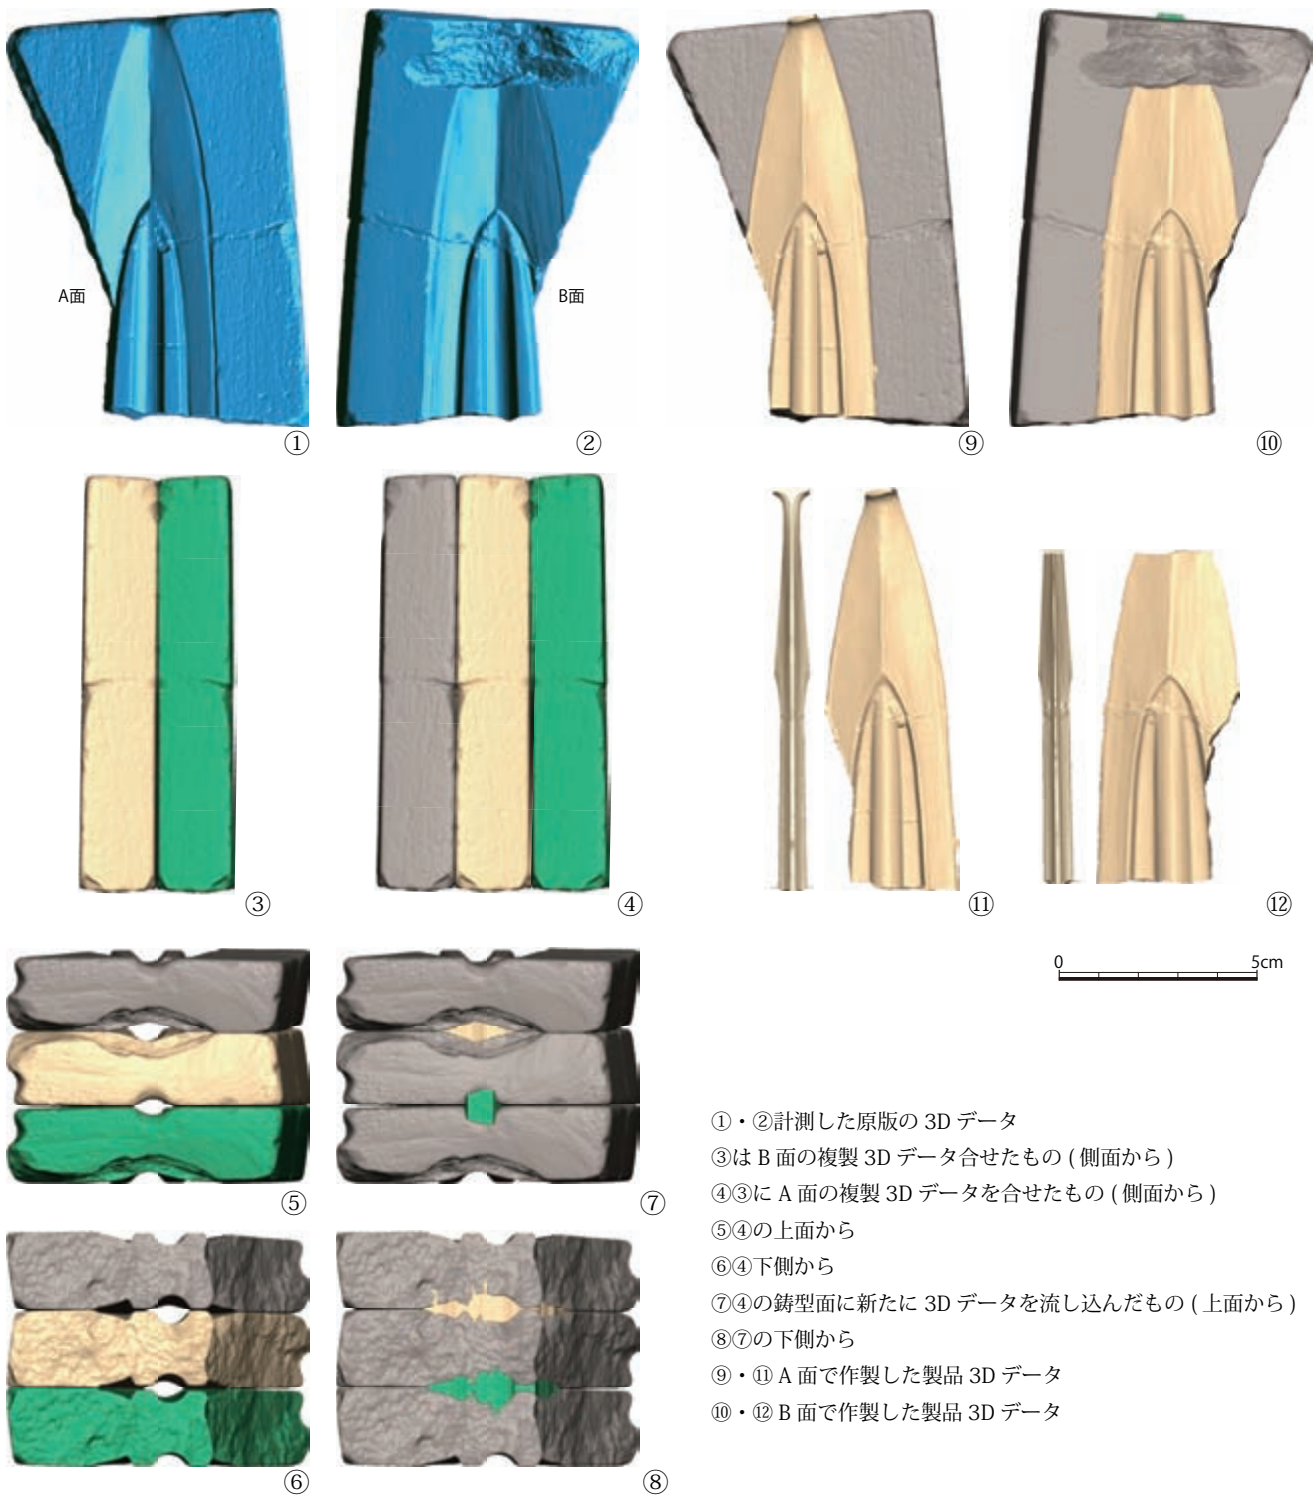 A面
B面
①
②
⑨
⑩
③
④
⑪
⑫
0 5cm
⑤
⑦
⑥
⑧
①・②計測した原版の 3D データ
③は B 面の複製 3D データ合せたもの ( 側面から )
④③に A 面の複製 3D データを合せたもの ( 側面から )
⑤④の上面から
⑥④下側から
⑦④の鋳型面に新たに 3D データを流し込んだもの ( 上面から )
⑧⑦の下側から
⑨・⑪ A 面で作製した製品 3D データ
⑩・⑫ B 面で作製した製品 3D データ